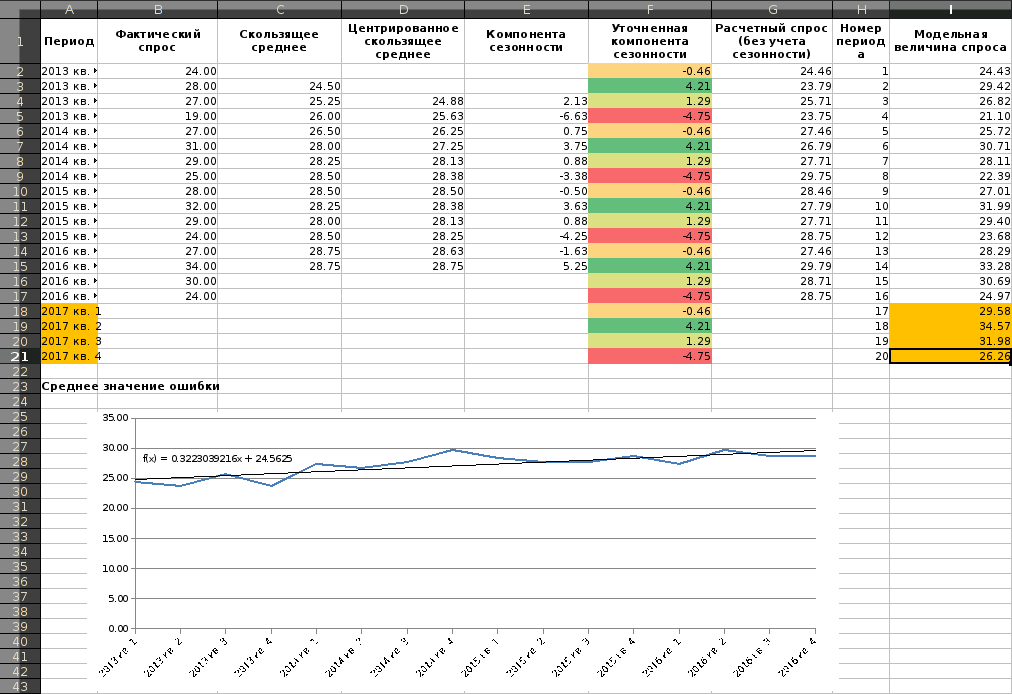 A B C D E F G H I
1 Период Фактический спрос Скользящее среднее Центрированное скользящее среднее Компонента сезонности Уточненная компонента сезонности Расчетный спрос (без учета сезонности) Номер период а Модельная величина спроса
2 2013 кв. 24.00 -0.46 24.46 1 24.43
3 2013 кв. 28.00 24.50 4.21 23.79 2 29.42
4 2013 кв. 27.00 25.25 24.88 2.13 1.29 25.71 3 26.82
5 2013 кв. 19.00 26.00 25.63 -6.63 -4.75 23.75 4 21.10
6 2014 кв. 27.00 26.50 26.25 0.75 -0.46 27.46 5 25.72
7 2014 кв. 31.00 28.00 27.25 3.75 4.21 26.79 6 30.71
8 2014 кв. 29.00 28.25 28.13 0.88 1.29 27.71 7 28.11
9 2014 кв. 25.00 28.50 28.38 -3.38 -4.75 29.75 8 22.39
10 2015 кв. 28.00 28.50 28.50 -0.50 -0.46 28.46 9 27.01
11 2015 кв. 32.00 28.25 28.38 3.63 4.21 27.79 10 31.99
12 2015 кв. 29.00 28.00 28.13 0.88 1.29 27.71 11 29.40
13 2015 кв. 24.00 28.50 28.25 -4.25 -4.75 28.75 12 23.68
14 2016 кв. 27.00 28.75 28.63 -1.63 -0.46 27.46 13 28.29
15 2016 кв. 34.00 28.75 28.75 5.25 4.21 29.79 14 33.28
16 2016 кв. 30.00 1.29 28.71 15 30.69
17 2016 кв. 24.00 -4.75 28.75 16 24.97
18 2017 кв. 1 -0.46 17 29.58
19 2017 кв. 2 4.21 18 34.57
20 2017 кв. 3 1.29 19 31.98
21 2017 кв. 4 -4.75 20 26.26
22
23 Среднее значение ошибки
24
25
26
27
28
29
30
31
32
33
34
35
36
37
38
39
40
41
42
43
35.00
30.00
f(x) = 0.3223039216x + 24.5625
25.00
20.00
15.00
10.00
5.00
0.00
2013 кв. 1
2013 кв. 2
2013 кв. 3
2013 кв. 4
2014 кв. 1
2014 кв. 2
2014 кв. 3
2014 кв. 4
2015 кв. 1
2015 кв. 2
2015 кв. 3
2015 кв. 4
2016 кв. 1
2016 кв. 2
2016 кв. 3
2016 кв. 4